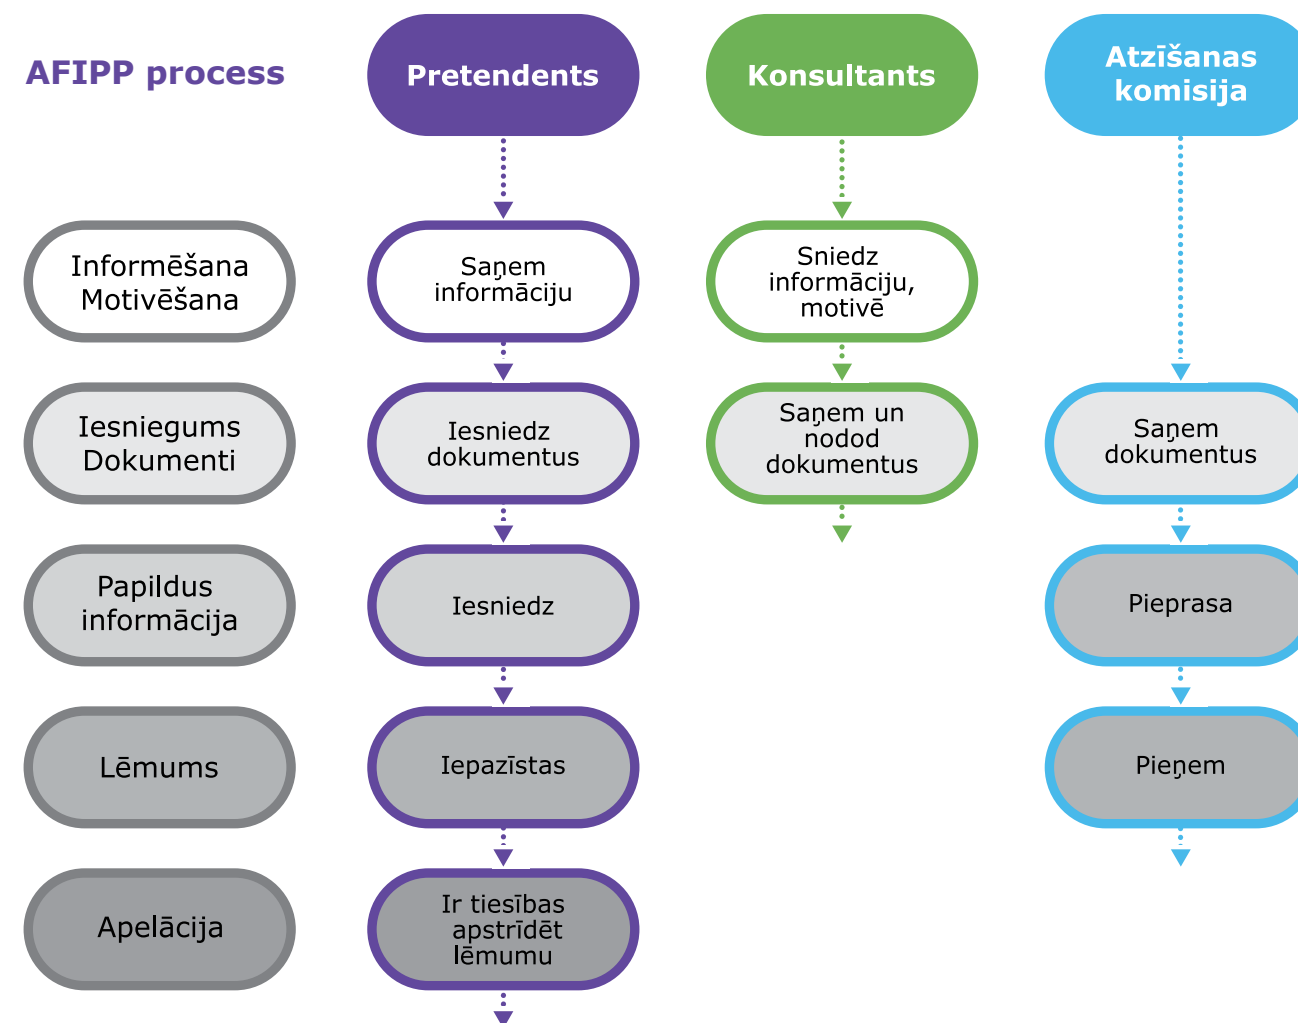 AFIPP process
Pretendents
Konsultants
Atzīšanas
komisija
Informēšana
Motivēšana
Saņem
informāciju
Sniedz
informāciju,
motivē
Iesniegums
Dokumenti
Iesniedz
dokumentus
Saņem un
nodod
dokumentus
Saņem
dokumentus
Papildus
informācija
Iesniedz
Pieprasa
Lēmums
Iepazīstas
Pieņem
Apelācija
Ir tiesības
apstrīdēt
lēmumu